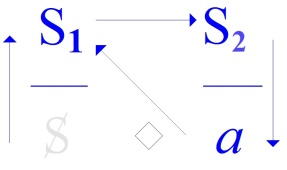 S₁ S₂
$ a